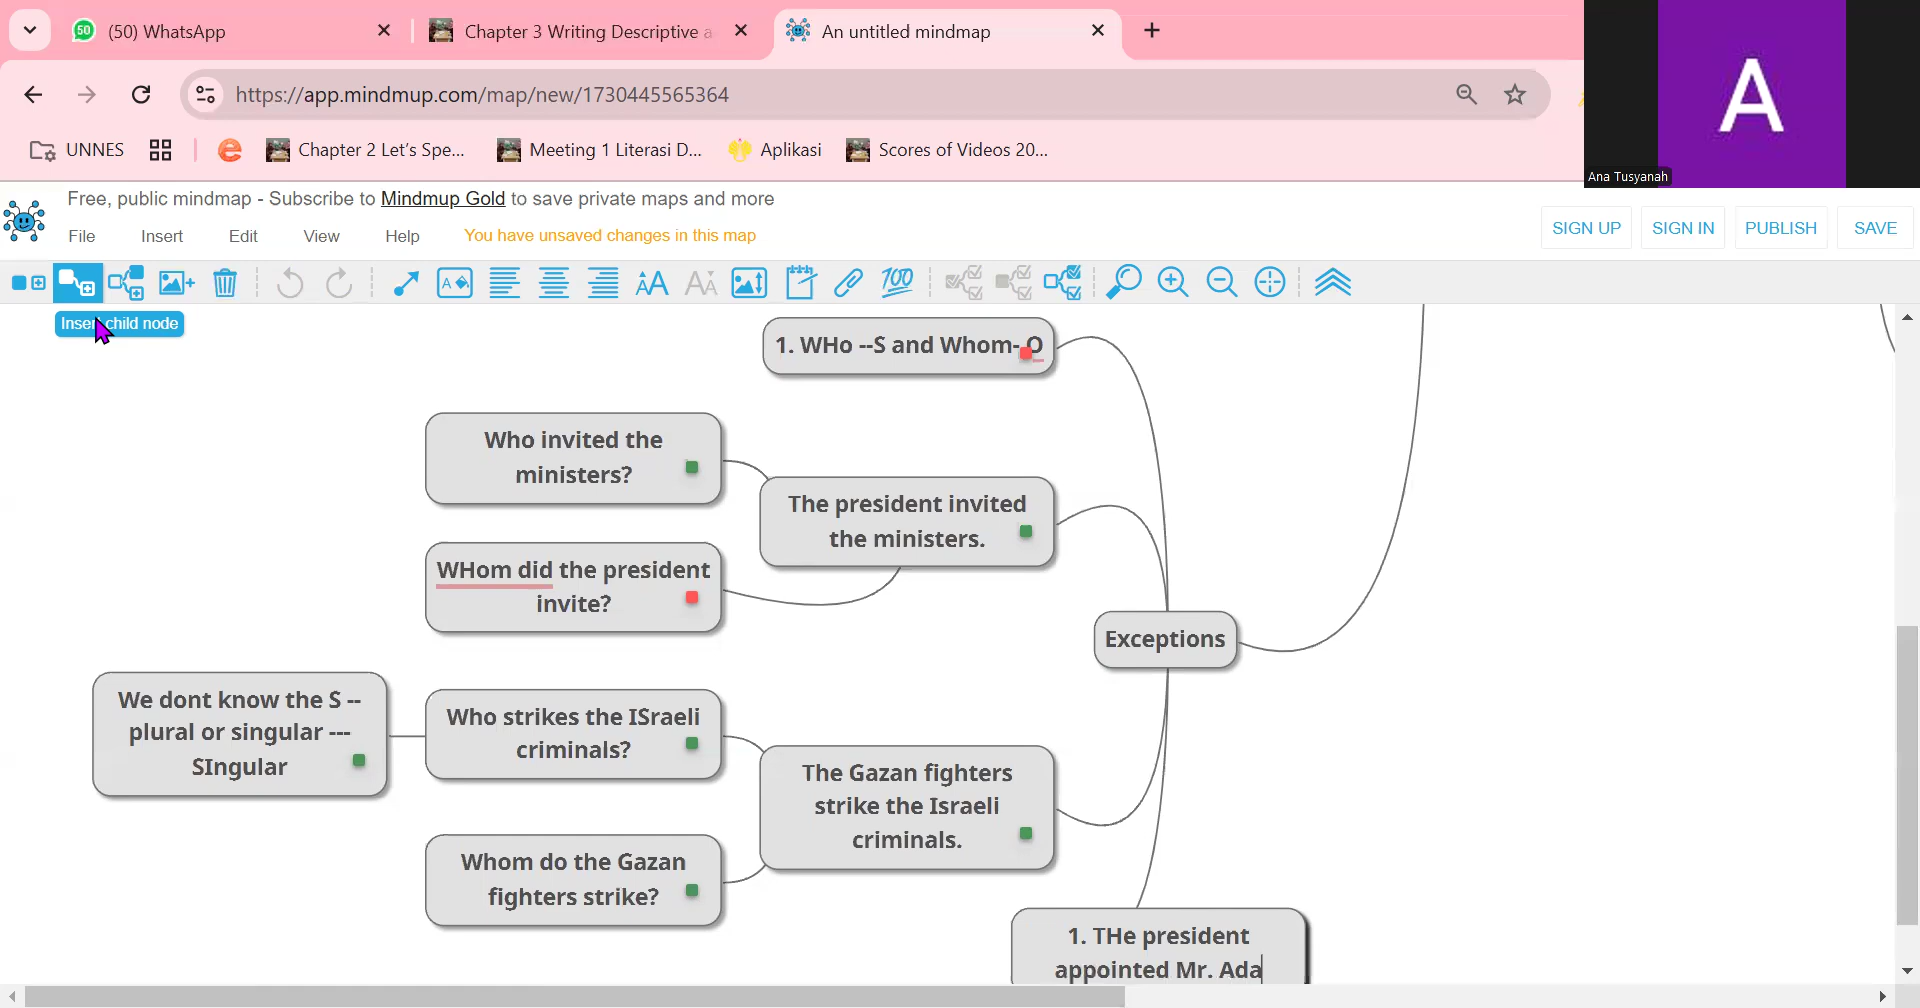 50 (50) WhatsApp
Chapter 3 Writing Descriptive a
An untitled mindmap
https://app.mindmup.com/map/new/1730445565364
A
Ana Tusyanah
UNNES
Chapter 2 Let's Spe...
Meeting 1 Literasi D...
Aplikasi
Scores of Videos 20...
Free, public mindmap - Subscribe to Mindmup Gold to save private maps and more
File Insert Edit View Help You have unsaved changes in this map
SIGN UP SIGN IN PUBLISH SAVE
100
Insert child node
1. WHo --S and Whom- O
Who invited the
ministers?
The president invited
the ministers.
WHom did the president
invite?
Exceptions
We dont know the S --
plural or singular ---
SIngular
Who strikes the ISraeli
criminals?
The Gazan fighters
strike the Israeli
criminals.
Whom do the Gazan
fighters strike?
1. THe president
appointed Mr. Ada